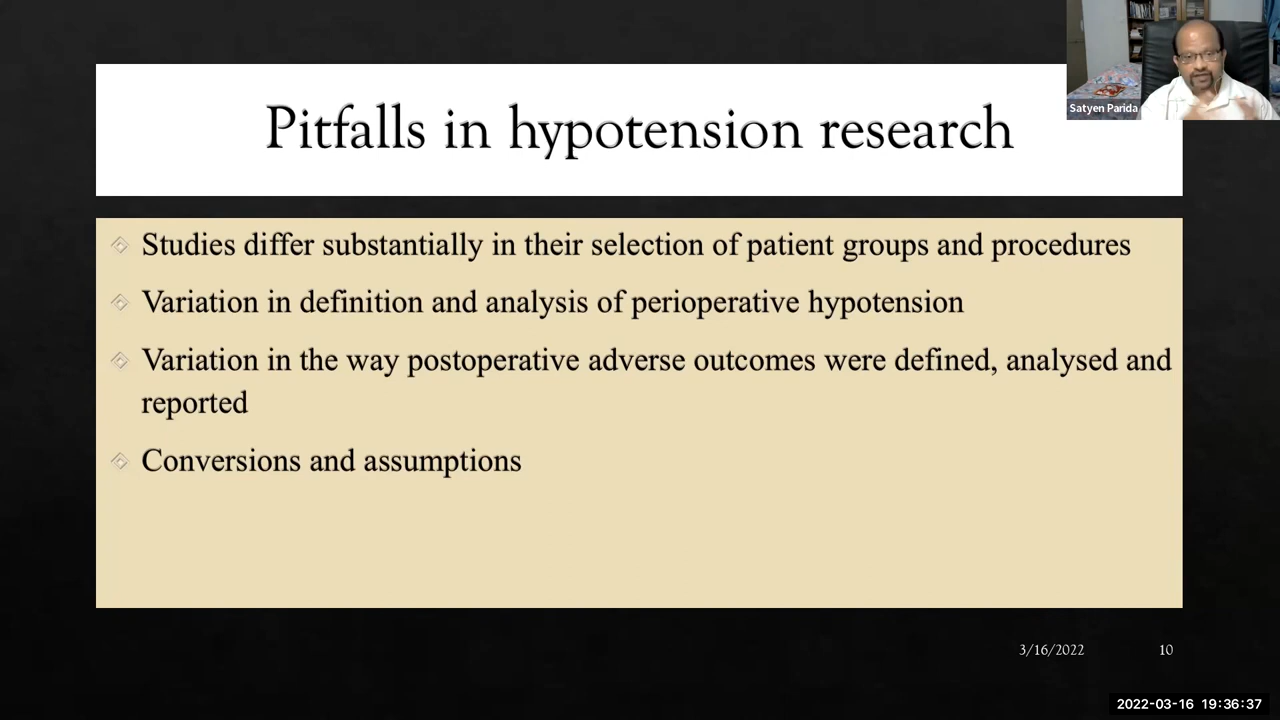 Satyen Parida
Pitfalls in hypotension research
Studies differ substantially in their selection of patient groups and procedures
Variation in definition and analysis of perioperative hypotension
Variation in the way postoperative adverse outcomes were defined, analysed and
reported
Conversions and assumptions
3/16/2022 10
2022-03-16 19:36:37